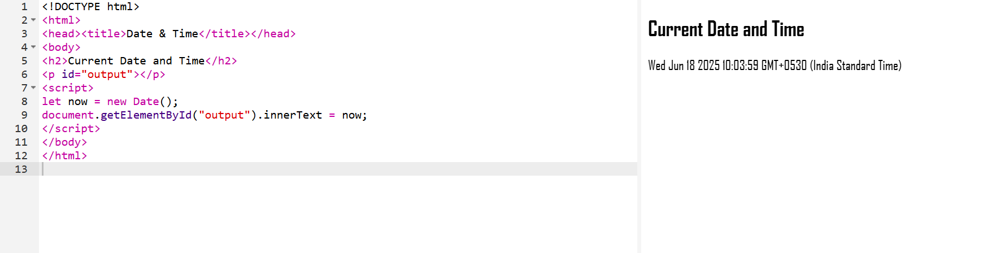 1 <!DOCTYPE html>
2 <html>
3 <head><title>Date & Time</title></head>
4 <body>
5 <h2>Current Date and Time</h2>
6 <p id="output"></p>
7 <script>
8 let now = new Date();
9 document.getElementById("output").innerText = now;
10 </script>
11 </body>
12 </html>
13
Current Date and Time
Wed Jun 18 2025 10:03:59 GMT+0530 (India Standard Time)